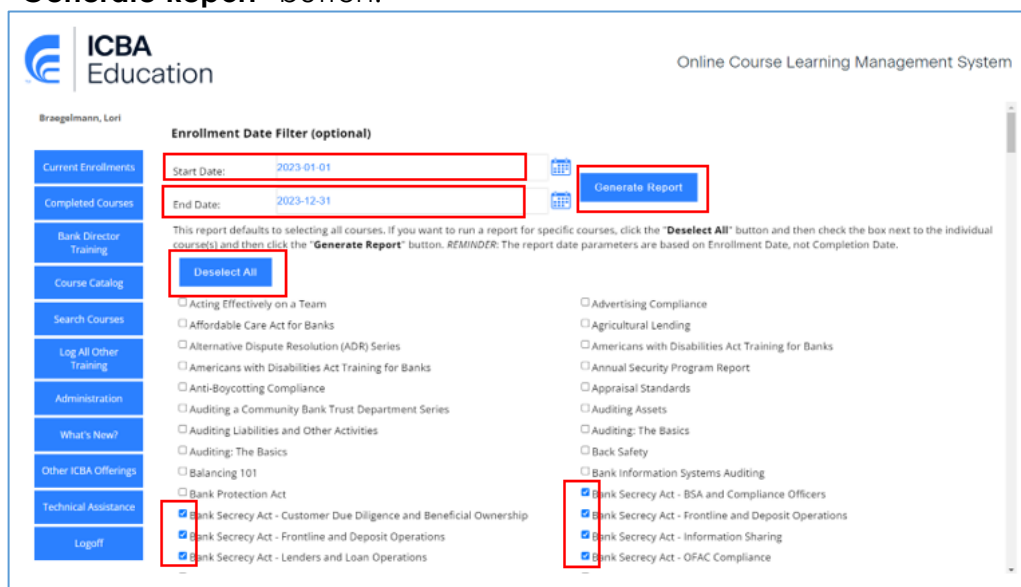 "Generate Report" button.
ICBA
Education
Online Course Learning Management System
Braegelmann, Lori
Enrollment Date Filter (optional)
Current Enrollments
Start Date: 2023-01-01
Generate Report
Completed Courses
End Date: 2023-12-31
Bank Director
Training
This report defaults to selecting all courses. If you want to run a report for specific courses, click the "Deselect All" button and then check the box next to the individual
course(s) and then click the "Generate Report" button. REMINDER: The report date parameters are based on Enrollment Date, not Completion Date.
Deselect All
Course Catalog
Search Courses
Log All Other
Training
Administration
What's New?
Other ICBA Offerings
Technical Assistance
Logoff
Acting Effectively on a Team
Advertising Compliance
Affordable Care Act for Banks
Agricultural Lending
Alternative Dispute Resolution (ADR) Series
Americans with Disabilities Act Training for Banks
Americans with Disabilities Act Training for Banks
Annual Security Program Report
Anti-Boycotting Compliance
Appraisal Standards
Auditing a Community Bank Trust Department Series
Auditing Assets
Auditing Liabilities and Other Activities
Auditing: The Basics
Auditing: The Basics
Back Safety
Balancing 101
Bank Information Systems Auditing
Bank Protection Act
Bank Secrecy Act - BSA and Compliance Officers
Bank Secrecy Act - Customer Due Diligence and Beneficial Ownership
Bank Secrecy Act - Frontline and Deposit Operations
Bank Secrecy Act - Frontline and Deposit Operations
Bank Secrecy Act - Information Sharing
Bank Secrecy Act - Lenders and Loan Operations
Bank Secrecy Act - OFAC Compliance